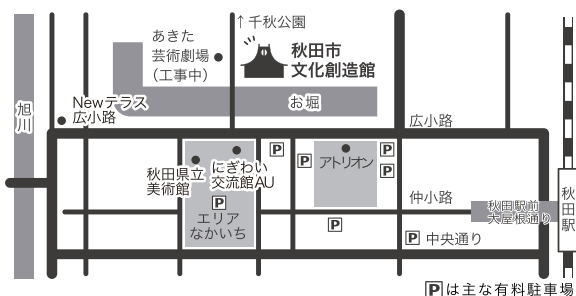 ↑千秋公園
あきた
芸術劇場
（工事中）
秋田市
文化創造館
お堀
旭川
Newテラス
広小路
広小路
P
P
P
P
アトリオン
秋田県立
美術館
にぎわい
交流館AU
P
エリア
なかいち
仲小路
P
秋田駅前
大屋根通り
秋田駅
P 中央通り
Pは主な有料駐車場